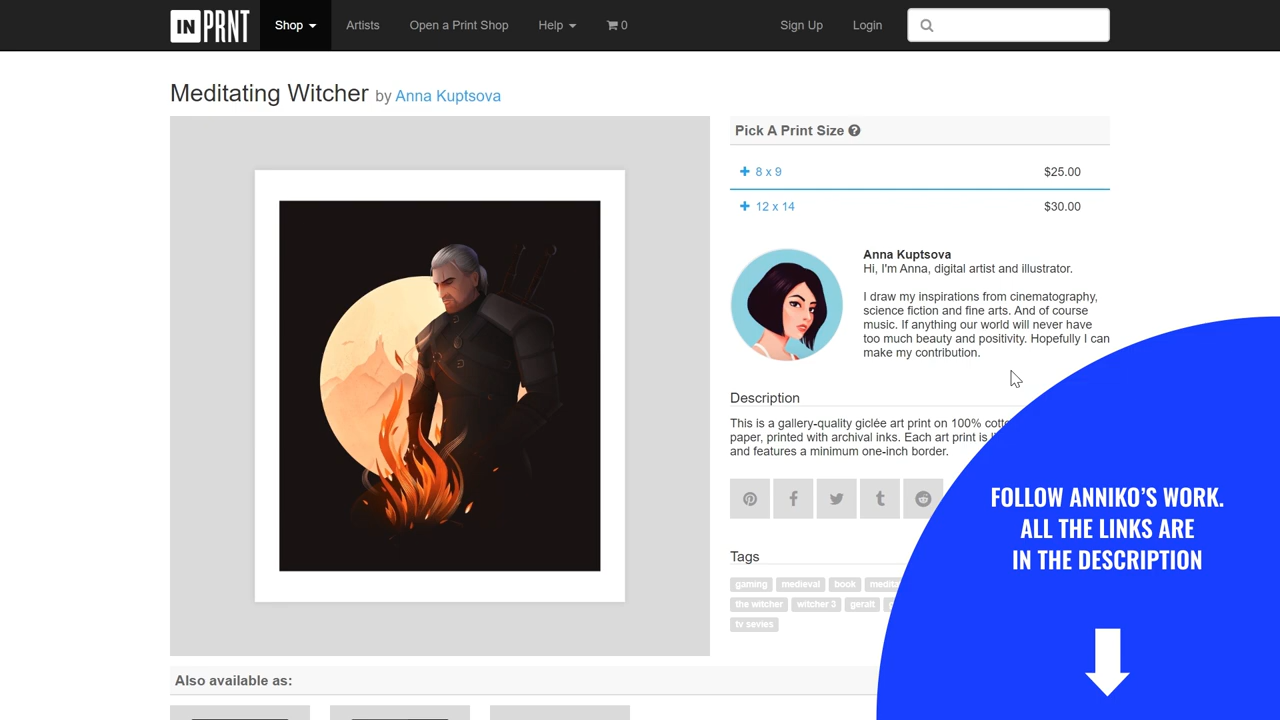 IN PRNT
Shop
Artists
Open a Print Shop
Help
0
Sign Up
Login
Meditating Witcher by Anna Kuptsova
Pick A Print Size
8 x 9 $25.00
12 x 14 $30.00
Anna Kuptsova
Hi, I'm Anna, digital artist and illustrator.
I draw my inspirations from cinematography,
science fiction and fine arts. And of course
music. If anything our world will never have
too much beauty and positivity. Hopefully I can
make my contribution.
Description
This is a gallery-quality giclée art print on 100%
paper, printed with archival inks. Each art print is
and features a minimum one-inch border.
Tags
gaming medieval book
the witcher witcher 3 geralt
tv sevies
Also available as:
FOLLOW ANNIKO'S WORK.
ALL THE LINKS ARE
IN THE DESCRIPTION